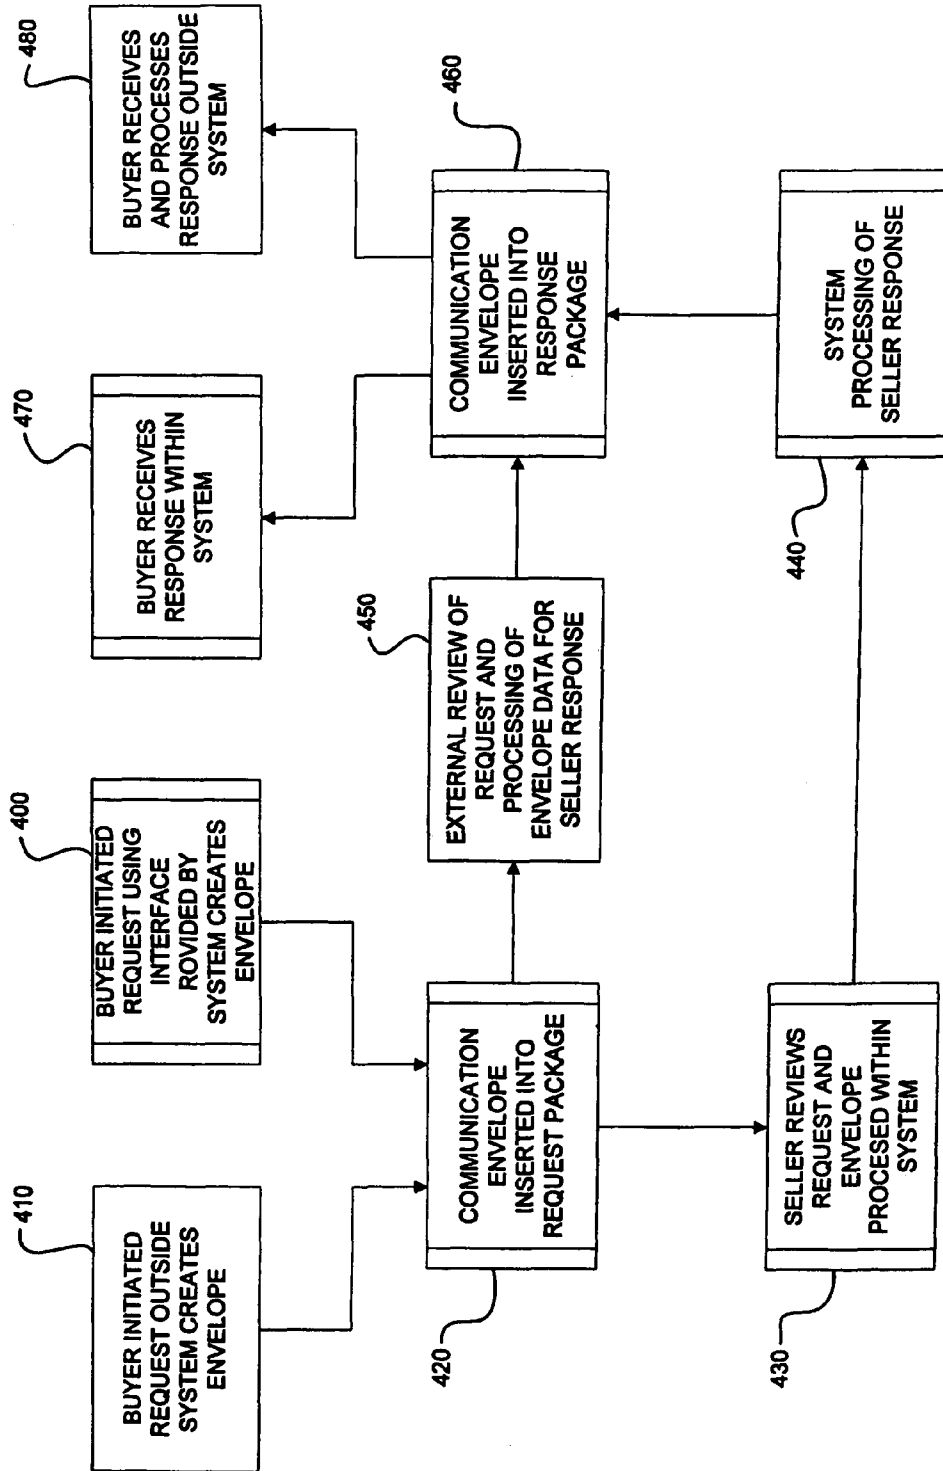 410
BUYER INITIATED
REQUEST OUTSIDE
SYSTEM CREATES
ENVELOPE
400
BUYER INITIATED
REQUEST USING
INTERFACE
ROVIDED BY
SYSTEM CREATES
ENVELOPE
470
BUYER RECEIVES
RESPONSE WITHIN
SYSTEM
480
BUYER RECEIVES
AND PROCESSES
RESPONSE OUTSIDE
SYSTEM
420
COMMUNICATION
ENVELOPE
INSERTED INTO
REQUEST PACKAGE
450
EXTERNAL REVIEW OF
REQUEST AND
PROCESSING OF
ENVELOPE DATA FOR
SELLER RESPONSE
460
COMMUNICATION
ENVELOPE
INSERTED INTO
RESPONSE
PACKAGE
430
SELLER REVIEWS
REQUEST AND
ENVELOPE
PROCESED WITHIN
SYSTEM
440
SYSTEM
PROCESSING OF
SELLER RESPONSE